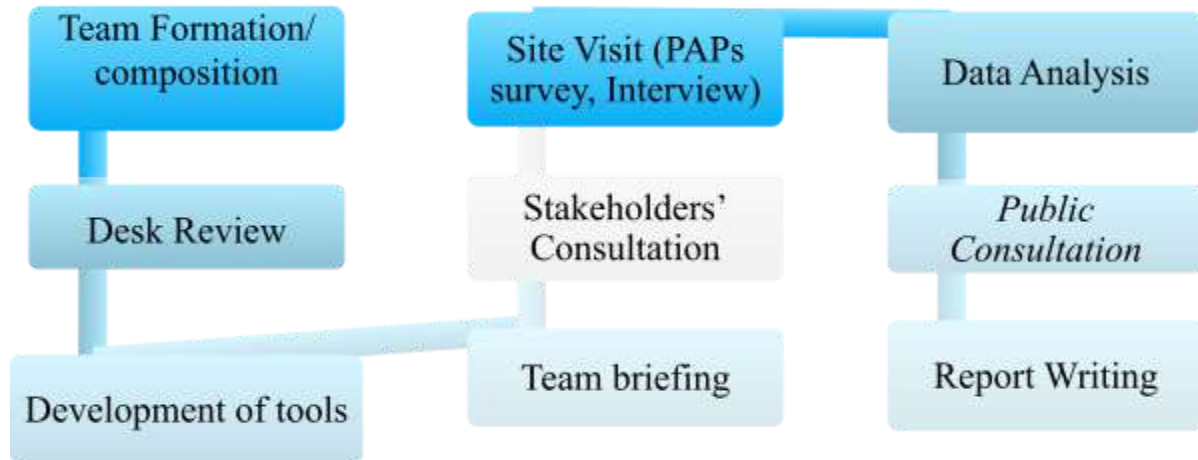 Team Formation/
composition
Desk Review
Development of tools
Team briefing
Stakeholders’
Consultation
Site Visit (PAPs
survey, Interview)
Data Analysis
Public
Consultation
Report Writing